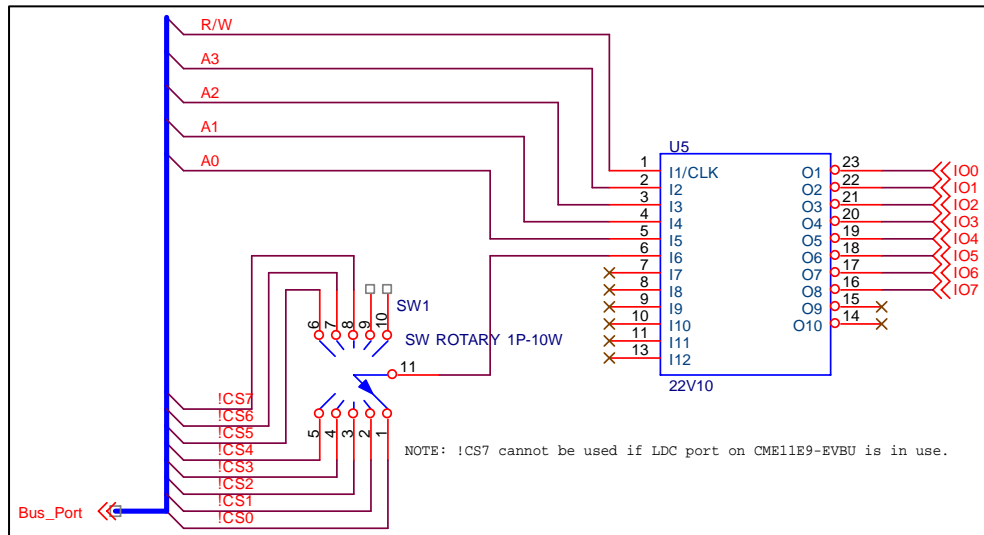 R/W
A3
A2
A1
A0
U5
1 I1/CLK O1 23 IO0
2 I2 O2 22 IO1
3 I3 O3 21 IO2
4 I4 O4 20 IO3
5 I5 O5 19 IO4
6 I6 O6 18 IO5
7 I7 O7 17 IO6
8 I8 O8 16 IO7
9 I9 O9 15
10 I10 O10 14
11 I11
13 I12
22V10
SW1
6 7 8 9 10
SW ROTARY 1P-10W
11
5 4 3 2 1
!CS7
!CS6
!CS5
!CS4
!CS3
!CS2
!CS1
!CS0
NOTE: !CS7 cannot be used if LDC port on CME11E9-EVBU is in use.
Bus_Port